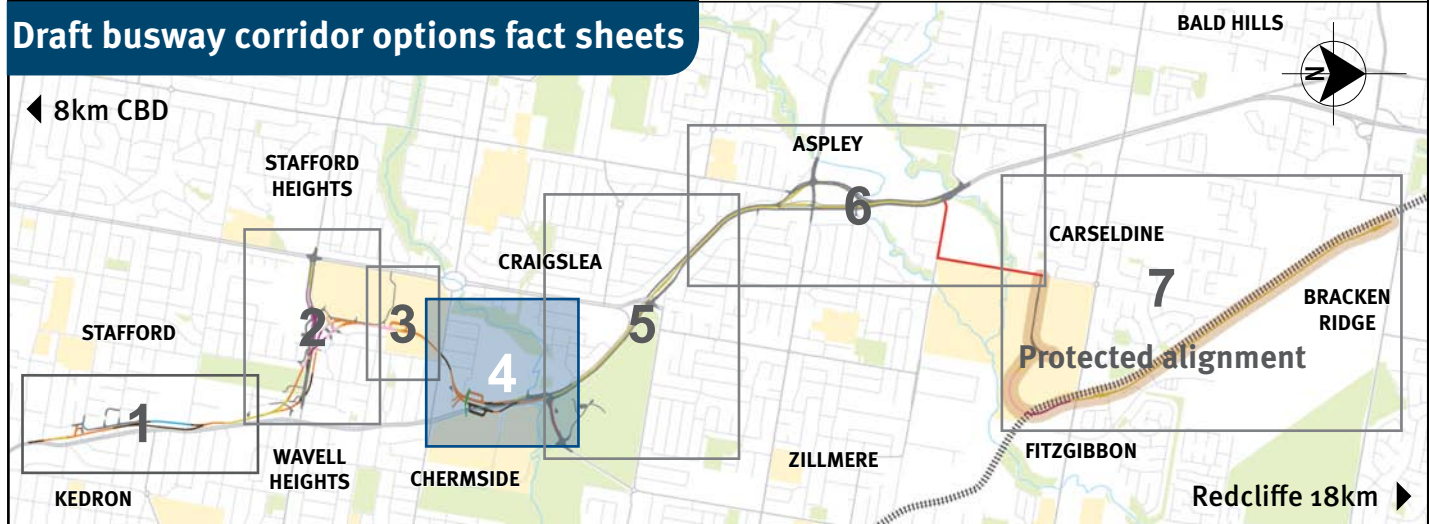 Draft busway corridor options fact sheets
BALD HILLS
N
8km CBD
STAFFORD
HEIGHTS
ASPLEY
6
CRAIGSLEA
CARSELDINE
7
BRACKEN
RIDGE
STAFFORD
2
3
4
5
Protected alignment
1
WAVELL
HEIGHTS
CHERMSIDE
ZILLMERE
FITZGIBBON
KEDRON
Redcliffe 18km